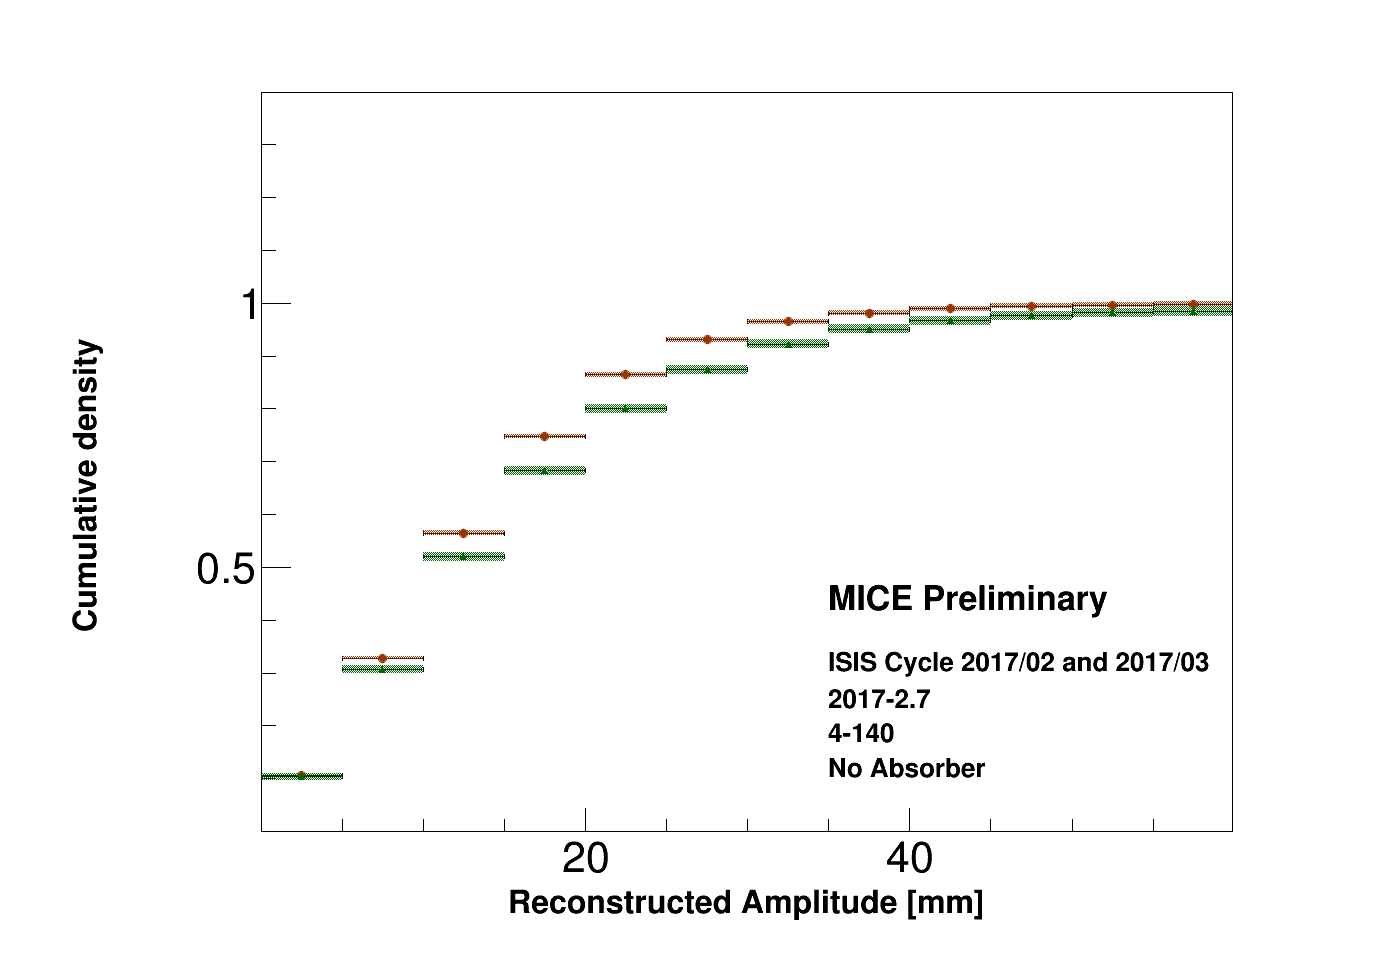 1
0.5
Cumulative density
MICE Preliminary
ISIS Cycle 2017/02 and 2017/03
2017-2.7
4-140
No Absorber
20 40
Reconstructed Amplitude [mm]